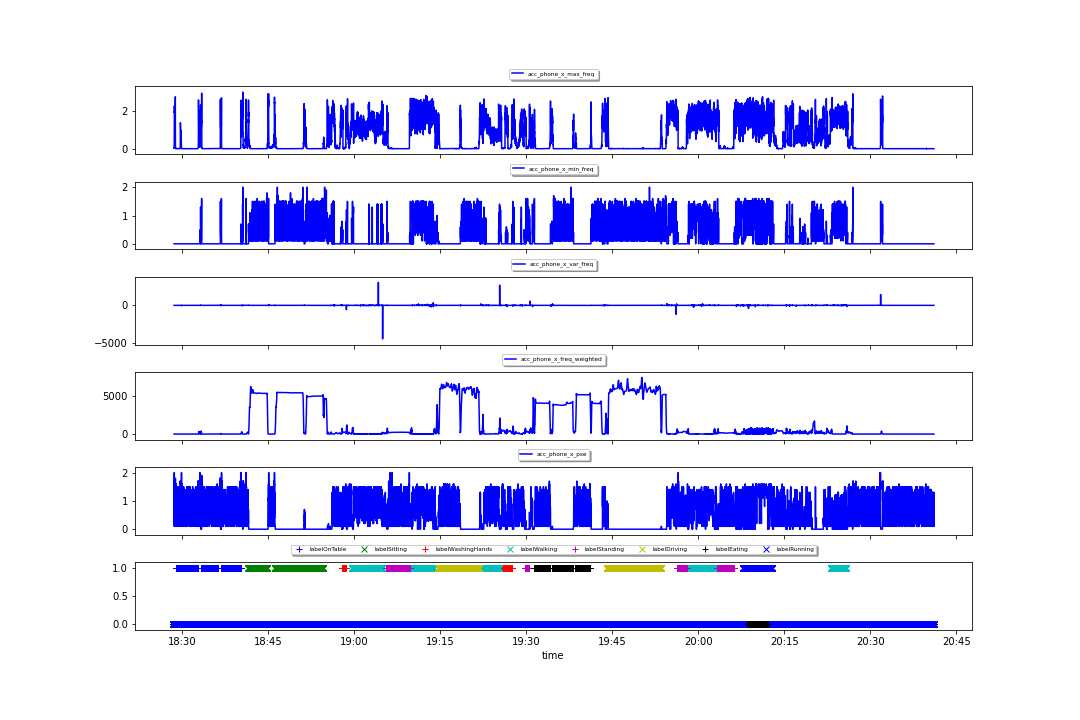 acc_phone_x_max_freq
2
0
acc_phone_x_min_freq
2
1
0
acc_phone_x_var_freq
0
−5000
acc_phone_x_freq_weighted
5000
0
acc_phone_x_pse
2
1
0
labelOnTable labelSitting labelWashingHands labelWalking labelStanding labelDriving labelEating labelRunning
1.0
0.5
0.0
18:30 18:45 19:00 19:15 19:30 19:45 20:00 20:15 20:30 20:45
time